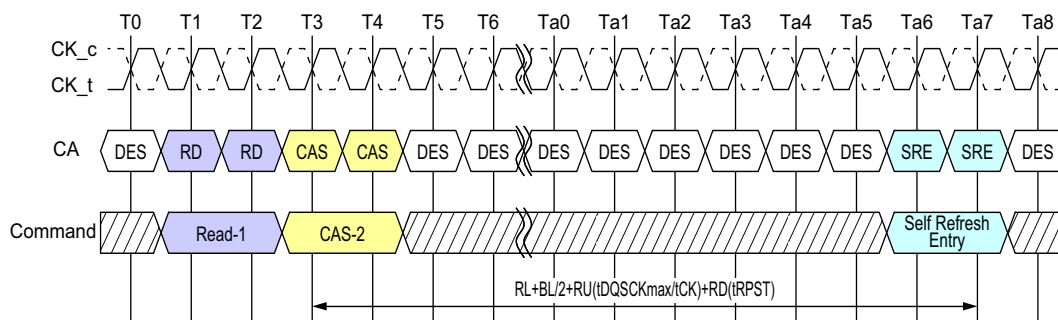 T0 T1 T2 T3 T4 T5 T6 Ta0 Ta1 Ta2 Ta3 Ta4 Ta5 Ta6 Ta7 Ta8
CK_c
CK_t
CA DES RD RD CAS CAS DES DES DES DES DES DES DES DES SRE SRE DES
Command Read-1 CAS-2 Self Refresh
Entry
RL+BL/2+RU(tDQSCKmax/tCK)+RD(tRPST)